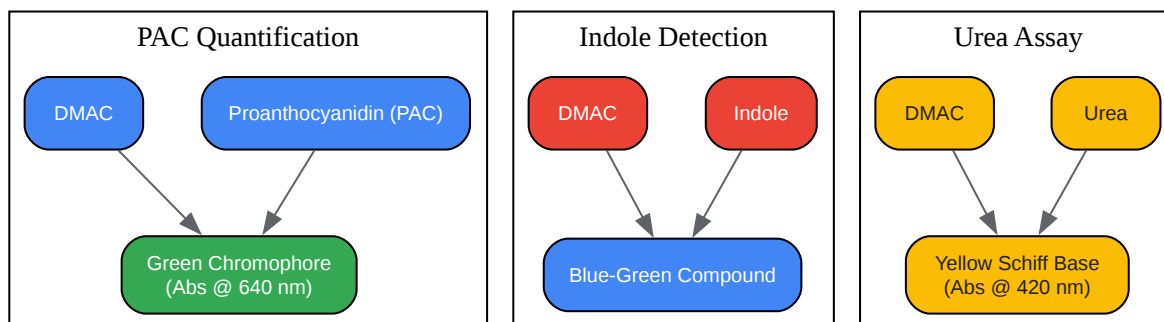 PAC Quantification
DMAC
Proanthocyanidin (PAC)
Green Chromophore
(Abs @ 640 nm)
Indole Detection
DMAC
Indole
Blue-Green Compound
Urea Assay
DMAC
Urea
Yellow Schiff Base
(Abs @ 420 nm)